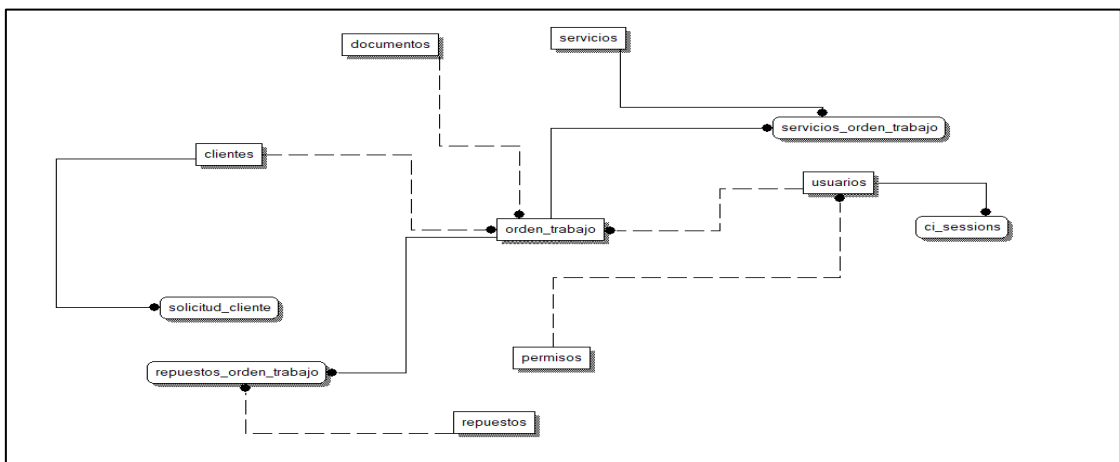 documentos
servicios
servicios_orden_trabajo
clientes
usuarios
orden_trabajo
ci_sessions
solicitud_cliente
permisos
repuestos_orden_trabajo
repuestos